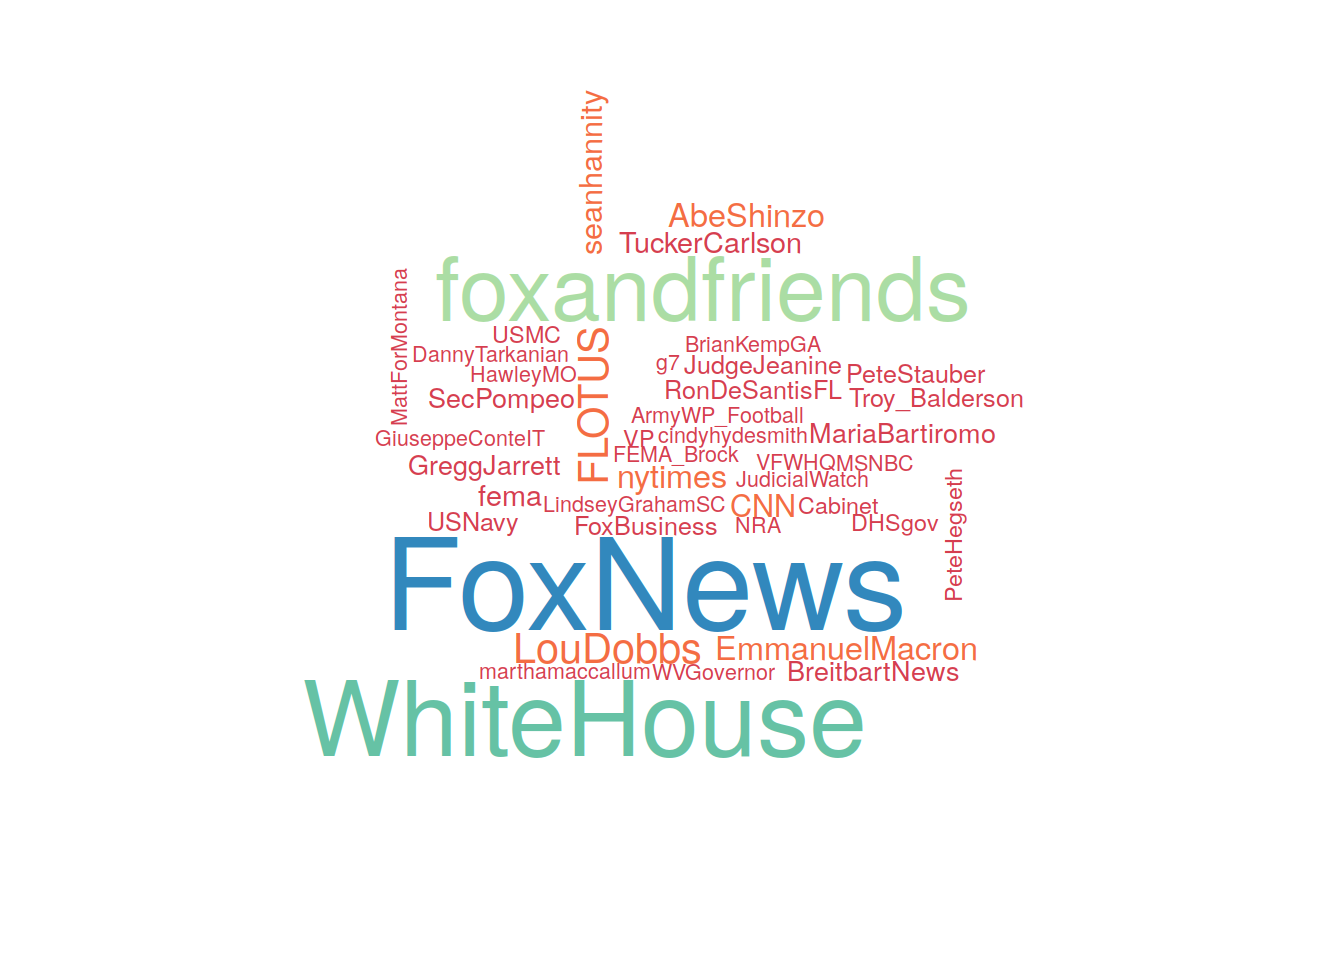 seanhannity
AbeShinzo
TuckerCarlson
foxandfriends
MattForMontana
USMC
FLOTUS
BrianKempGA
DannyTarkanian
g7
JudgeJeanine
HawleyMO
PeteStauber
SecPompeo
RonDeSantisFL
Troy_Balderson
ArmyWP_Football
GiuseppeConteIT
VP
cindyhydesmith
MariaBartiromo
FEMA_Brock
VFWHQ
MSNBC
GreggJarrett
nytimes
JudicialWatch
PeteHegseth
fema
LindseyGrahamSC
CNN
Cabinet
USNavy
FoxBusiness
NRA
DHSgov
FoxNews
LouDobbs
EmmanuelMacron
marthamaccallum
WVGovernor
BreitbartNews
WhiteHouse